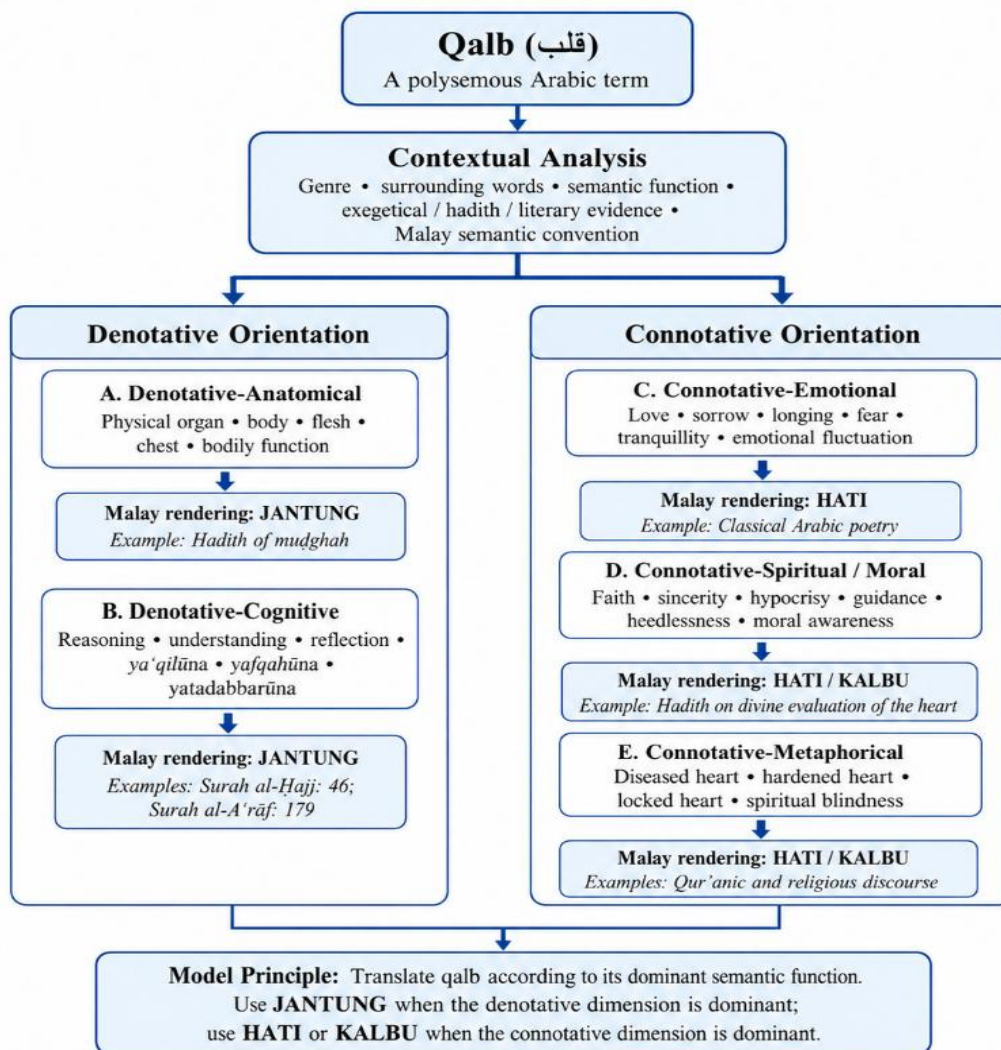 Qalb (قلب)
A polysemous Arabic term
Contextual Analysis
Genre • surrounding words • semantic function •
exegetical / hadith / literary evidence •
Malay semantic convention
Denotative Orientation
A. Denotative-Anatomical
Physical organ • body • flesh •
chest • bodily function
Malay rendering: JANTUNG
Example: Hadith of muḍghah
B. Denotative-Cognitive
Reasoning • understanding • reflection •
ya‘qilūna • yafqahūna •
yatadabbarūna
Malay rendering: JANTUNG
Examples: Surah al-Ḥajj: 46;
Surah al-A‘rāf: 179
Connotative Orientation
C. Connotative-Emotional
Love • sorrow • longing • fear •
tranquillity • emotional fluctuation
Malay rendering: HATI
Example: Classical Arabic poetry
D. Connotative-Spiritual / Moral
Faith • sincerity • hypocrisy • guidance •
heedlessness • moral awareness
Malay rendering: HATI / KALBU
Example: Hadith on divine evaluation of the heart
E. Connotative-Metaphorical
Diseased heart • hardened heart •
locked heart • spiritual blindness
Malay rendering: HATI / KALBU
Examples: Qur’anic and religious discourse
Model Principle: Translate qalb according to its dominant semantic function.
Use JANTUNG when the denotative dimension is dominant;
use HATI or KALBU when the connotative dimension is dominant.